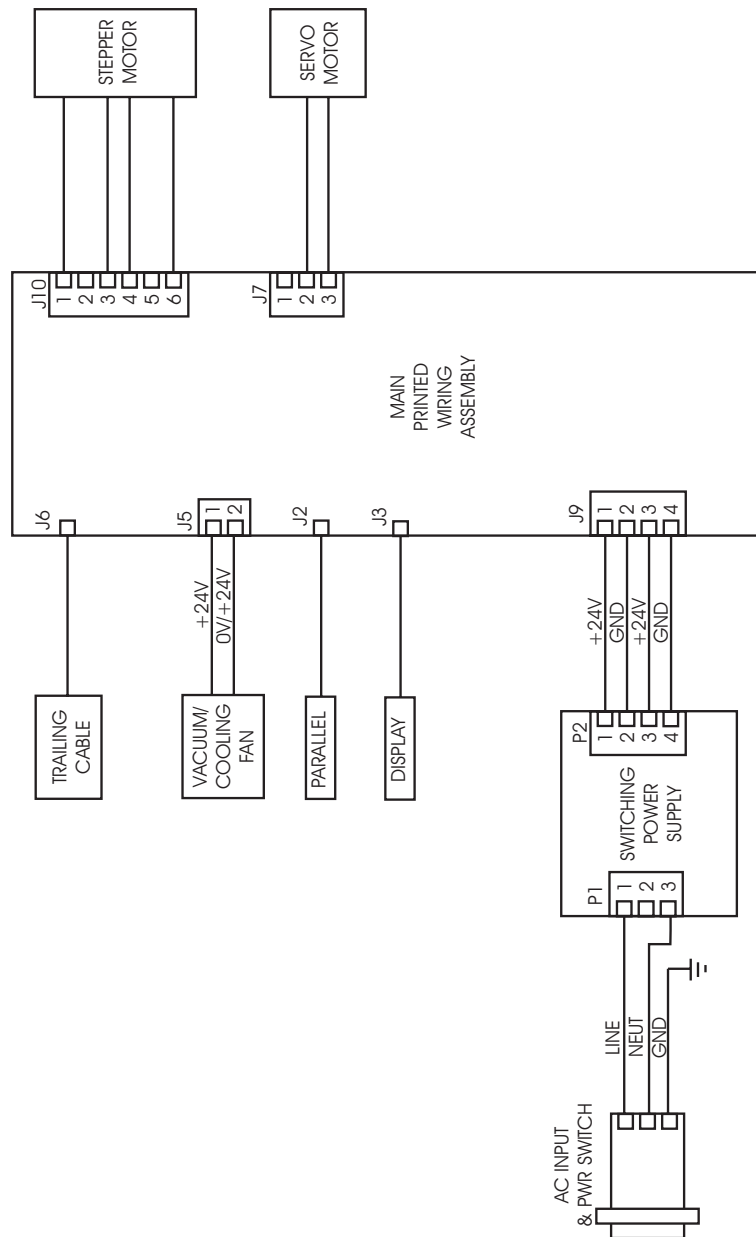 STEPPER
MOTOR
SERVO
MOTOR
J10
1
2
3
4
5
6
J7
1
2
3
MAIN
PRINTED
WIRING
ASSEMBLY
J6
J5
1
2
J2
J3
J9
1
2
3
4
+24V
0V/+24V
+24V
GND
+24V
GND
TRAILING
CABLE
VACUUM/
COOLING
FAN
PARALLEL
DISPLAY
P2
1
2
3
4
SWITCHING
POWER
SUPPLY
P1
1
2
3
LINE
NEUT
GND
AC INPUT
& PWR SWITCH